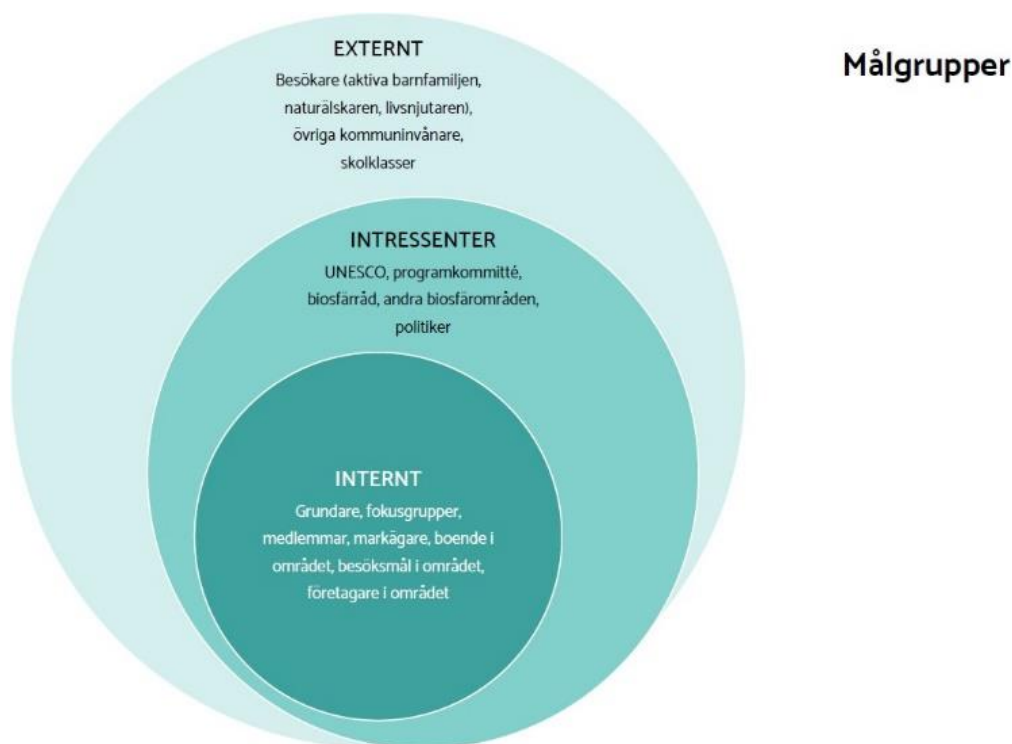 Målgrupper
EXTERNT
Besökare (aktiva barnfamiljen,
naturälskaren, livsnjutaren),
övriga kommuninvånare,
skolklasser
INTRESSENTER
UNESCO, programkommitté,
biosfärråd, andra biosfärområden,
politiker
INTERNT
Grundare, fokusgrupper,
medlemmar, markägare, boende i
området, besöksmål i området,
företagare i området